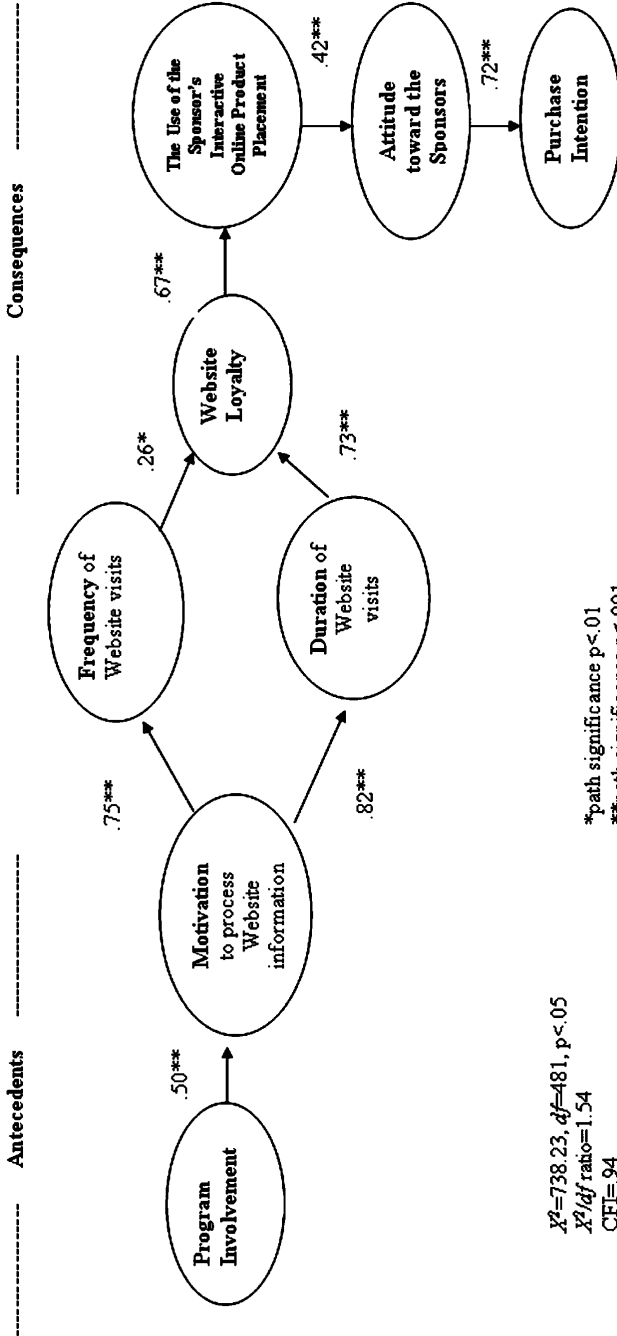 Antecedents
Consequences
Program
Involvement
.50**
Motivation
to process
Website
information
.75**
.82**
Frequency of
Website visits
Duration of
Website
visits
.26*
.73**
Website
Loyalty
.67**
The Use of the
Sponsor's
Interactive
Online Product
Placement
.42**
Attitude
toward the
Sponsors
.72**
Purchase
Intention
X²=738.23, df=481, p<.05
X²/df ratio=1.54
CFI=.94
*path significance p<.01
**path significance p<.001